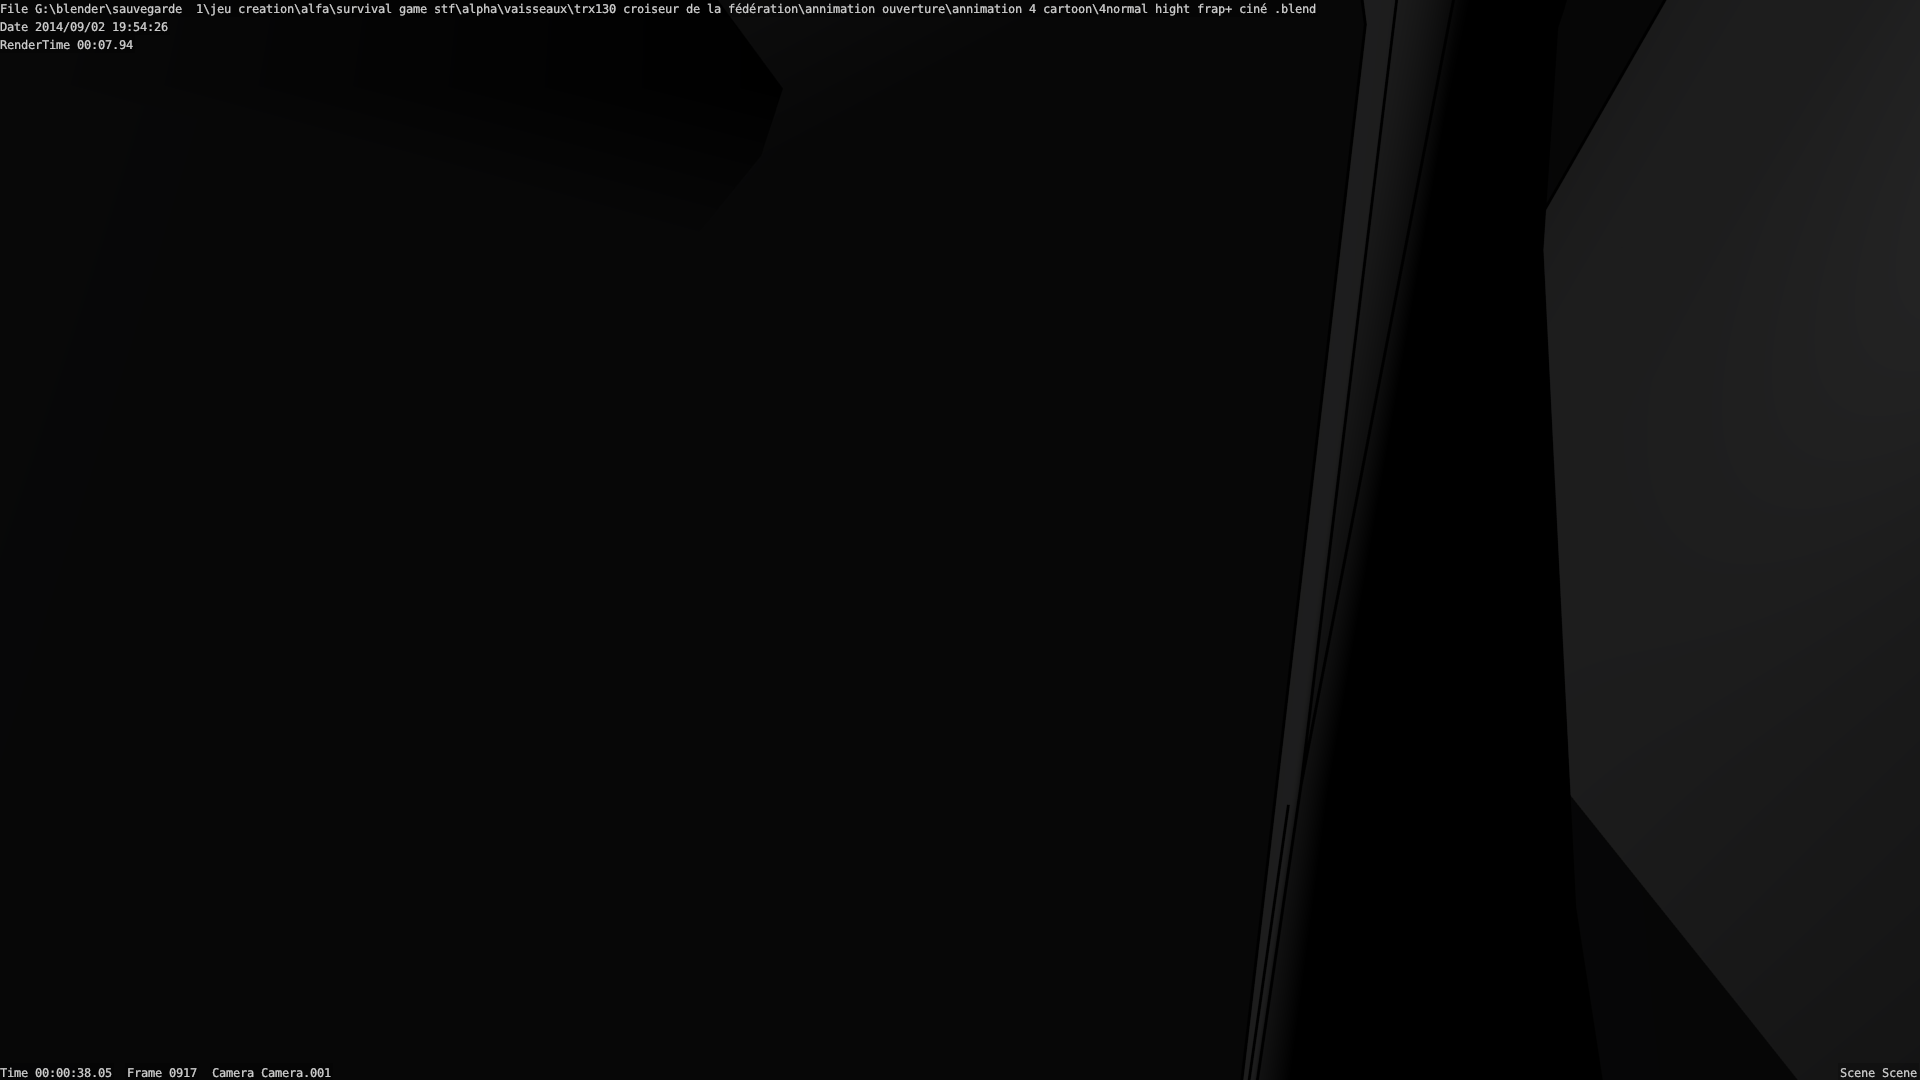 File G:\blender\sauvegarde  1\jeu creation\alfa\survival game stf\alpha\vaisseaux\trx130 croiseur de la fédération\annimation ouverture\annimation 4 cartoon\4normal hight frap+ ciné .blend
Date 2014/09/02 19:54:26
RenderTime 00:07.94
Time 00:00:38.05  Frame 0917  Camera Camera.001
Scene Scene